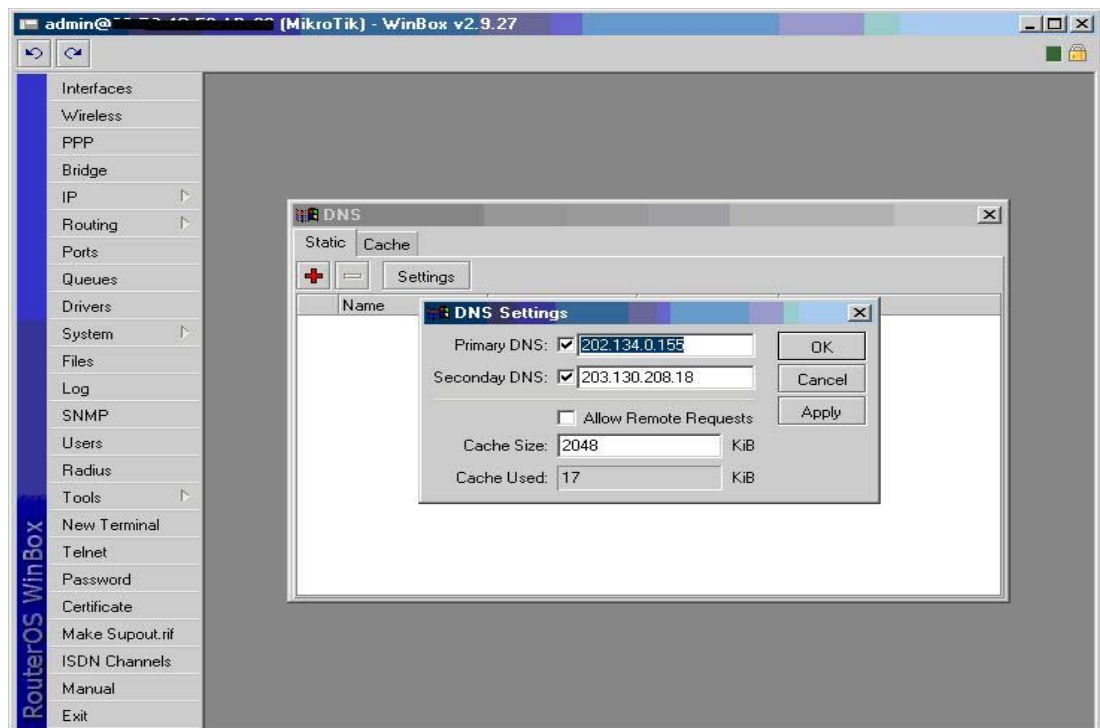 admin@ (MikroTik) - WinBox v2.9.27
Interfaces
Wireless
PPP
Bridge
IP
Routing
Ports
Queues
Drivers
System
Files
Log
SNMP
Users
Radius
Tools
New Terminal
Telnet
Password
Certificate
Make Supout.rif
ISDN Channels
Manual
Exit
RouterOS WinBox
DNS
Static Cache
Settings
Name
DNS Settings
Primary DNS: 202.134.0.155
Seconday DNS: 203.130.208.18
Allow Remote Requests
Cache Size: 2048 KiB
Cache Used: 17 KiB
OK
Cancel
Apply